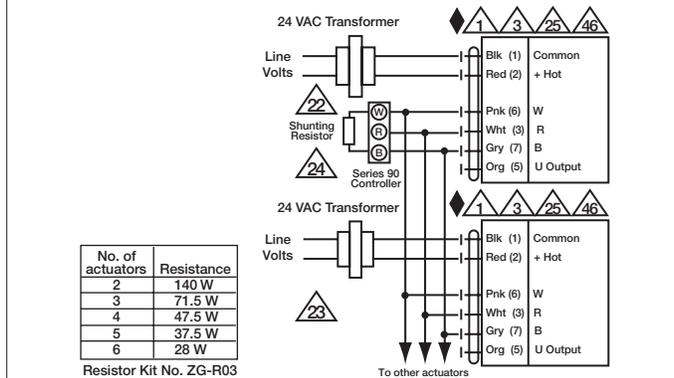 24 VAC Transformer
1 3 25 46
Line
Volts
Blk (1) Common
Red (2) + Hot
22
Pnk (6) W
Wht (3) R
Gry (7) B
Org (5) U Output
W
R
B
Shunting
Resistor
24
Series 90
Controller
24 VAC Transformer
1 3 25 46
Line
Volts
Blk (1) Common
Red (2) + Hot
23
Pnk (6) W
Wht (3) R
Gry (7) B
Org (5) U Output
To other actuators
No. of
actuators Resistance
2 140 W
3 71.5 W
4 47.5 W
5 37.5 W
6 28 W
Resistor Kit No. ZG-R03